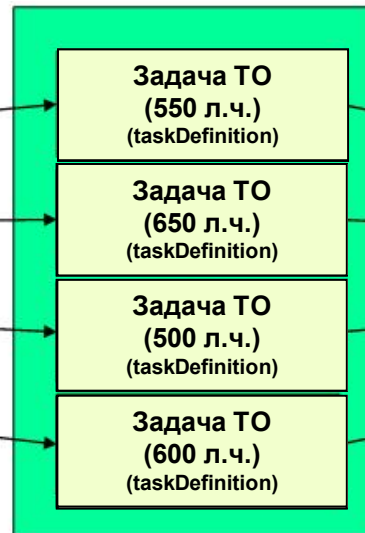 Задача ТО
(550 л.ч.)
(taskDefinition)
Задача ТО
(650 л.ч.)
(taskDefinition)
Задача ТО
(500 л.ч.)
(taskDefinition)
Задача ТО
(600 л.ч.)
(taskDefinition)